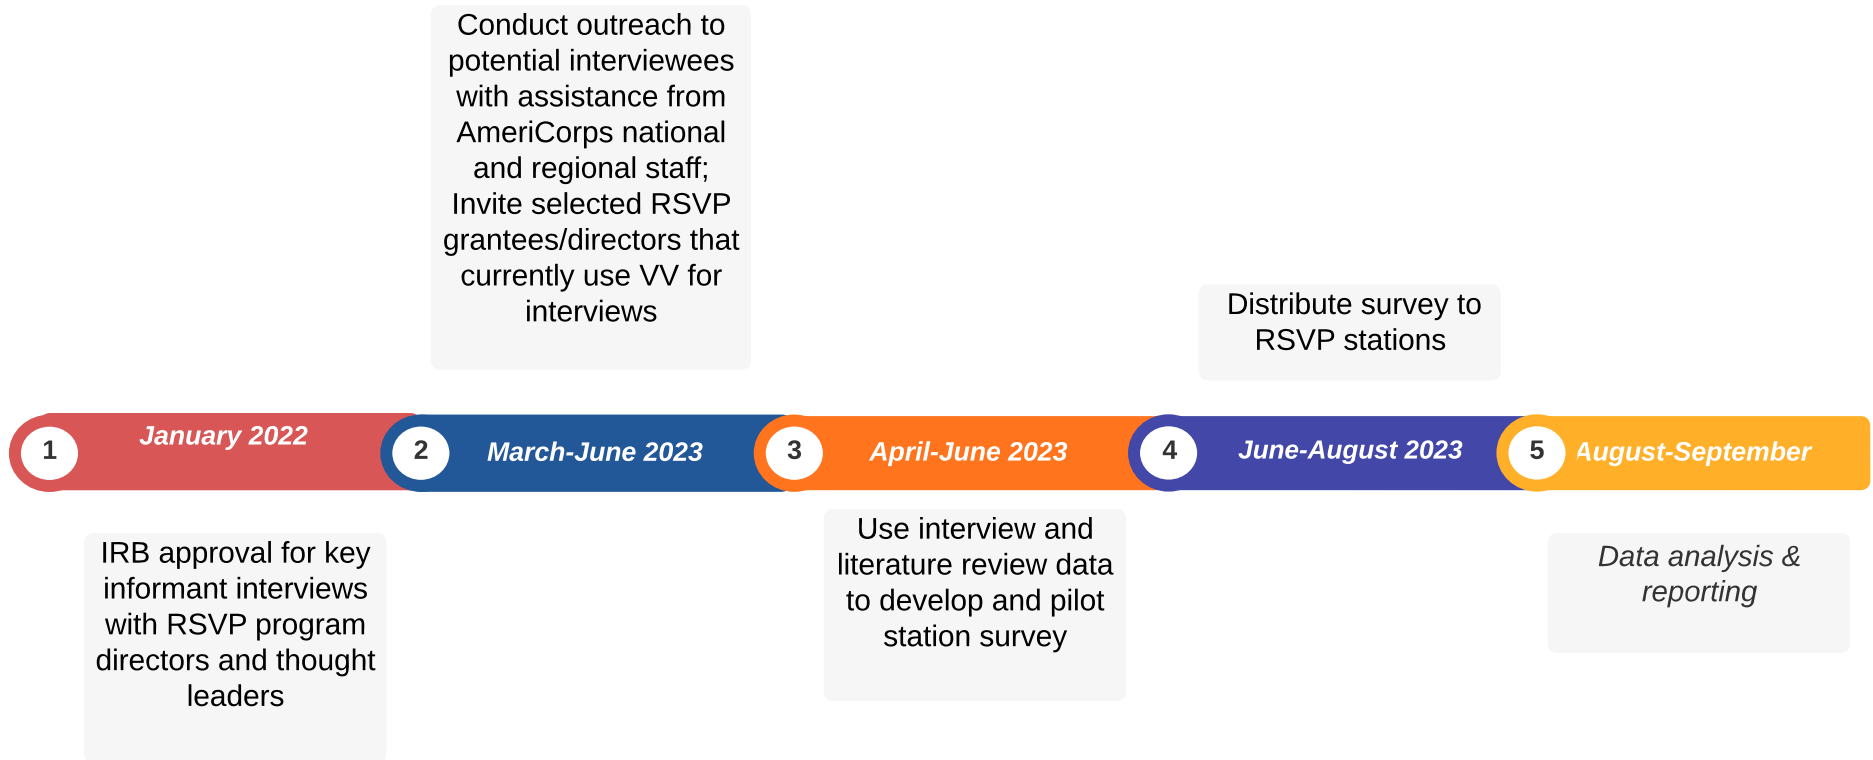 Conduct outreach to
potential interviewees
with assistance from
AmeriCorps national
and regional staff;
Invite selected RSVP
grantees/directors that
currently use VV for
interviews
Distribute survey to
RSVP stations
1
January 2022
2
March-June 2023
3
April-June 2023
4
June-August 2023
5
August-September
IRB approval for key
informant interviews
with RSVP program
directors and thought
leaders
Use interview and
literature review data
to develop and pilot
station survey
Data analysis &
reporting